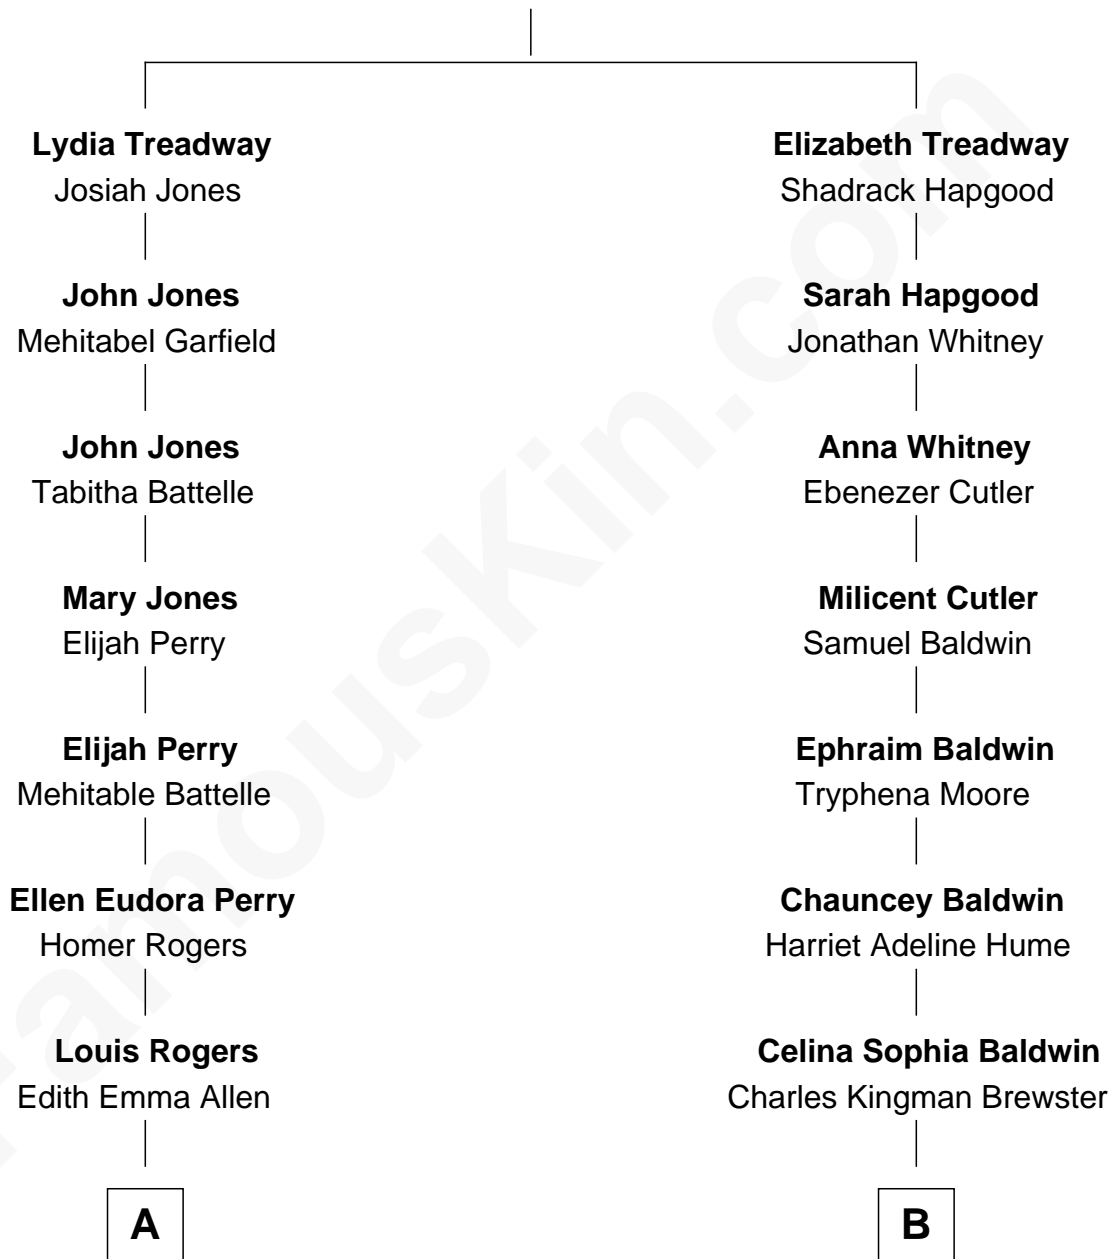 Lydia Treadway
Josiah Jones
John Jones
Mehitabel Garfield
John Jones
Tabitha Battelle
Mary Jones
Elijah Perry
Elijah Perry
Mehitable Battelle
Ellen Eudora Perry
Homer Rogers
Louis Rogers
Edith Emma Allen
A
Elizabeth Treadway
Shadrack Hapgood
Sarah Hapgood
Jonathan Whitney
Anna Whitney
Ebenezer Cutler
Milicent Cutler
Samuel Baldwin
Ephraim Baldwin
Tryphena Moore
Chauncey Baldwin
Harriet Adeline Hume
Celina Sophia Baldwin
Charles Kingman Brewster
B
FamousKin.com